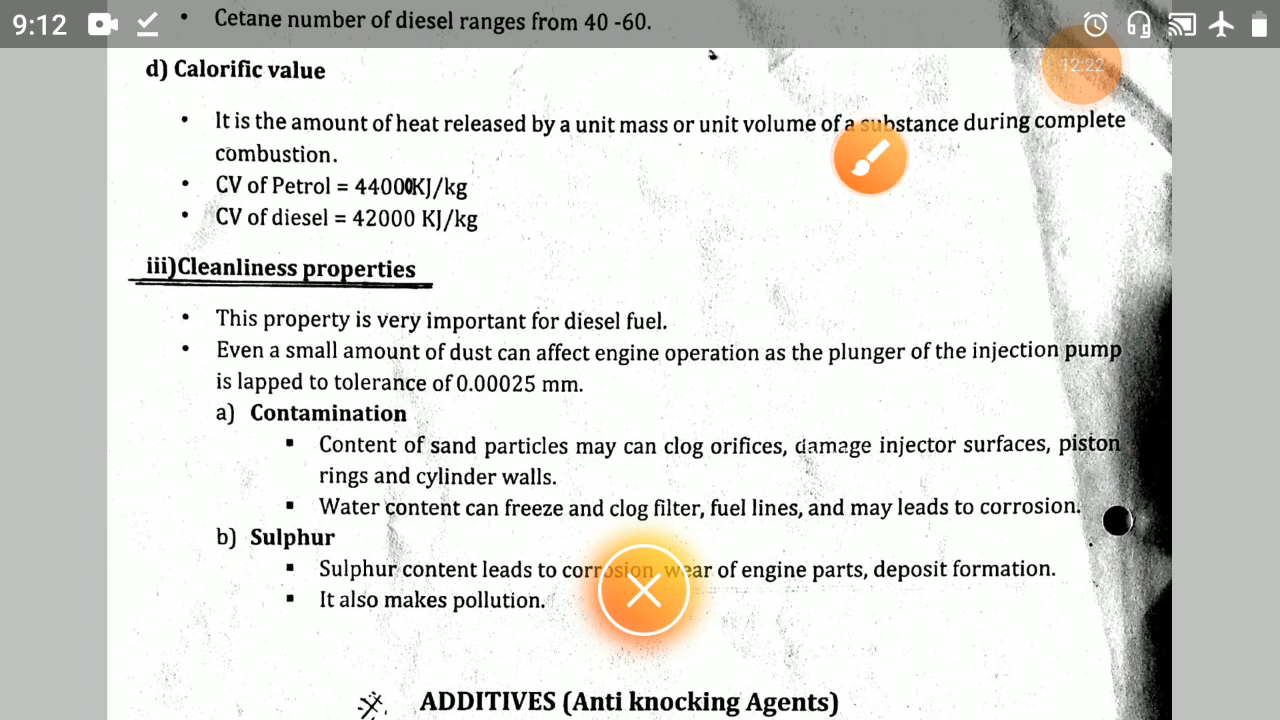 9:12
• Cetane number of diesel ranges from 40 -60.
12:22
d) Calorific value
• It is the amount of heat released by a unit mass or unit volume of a substance during complete
combustion.
• CV of Petrol = 44000KJ/kg
• CV of diesel = 42000 KJ/kg
iii)Cleanliness properties
• This property is very important for diesel fuel.
• Even a small amount of dust can affect engine operation as the plunger of the injection pump
is lapped to tolerance of 0.00025 mm.
a) Contamination
▪ Content of sand particles may can clog orifices, damage injector surfaces, piston
rings and cylinder walls.
▪ Water content can freeze and clog filter, fuel lines, and may leads to corrosion.
b) Sulphur
▪ Sulphur content leads to corrosion, wear of engine parts, deposit formation.
▪ It also makes pollution.
ADDITIVES (Anti knocking Agents)